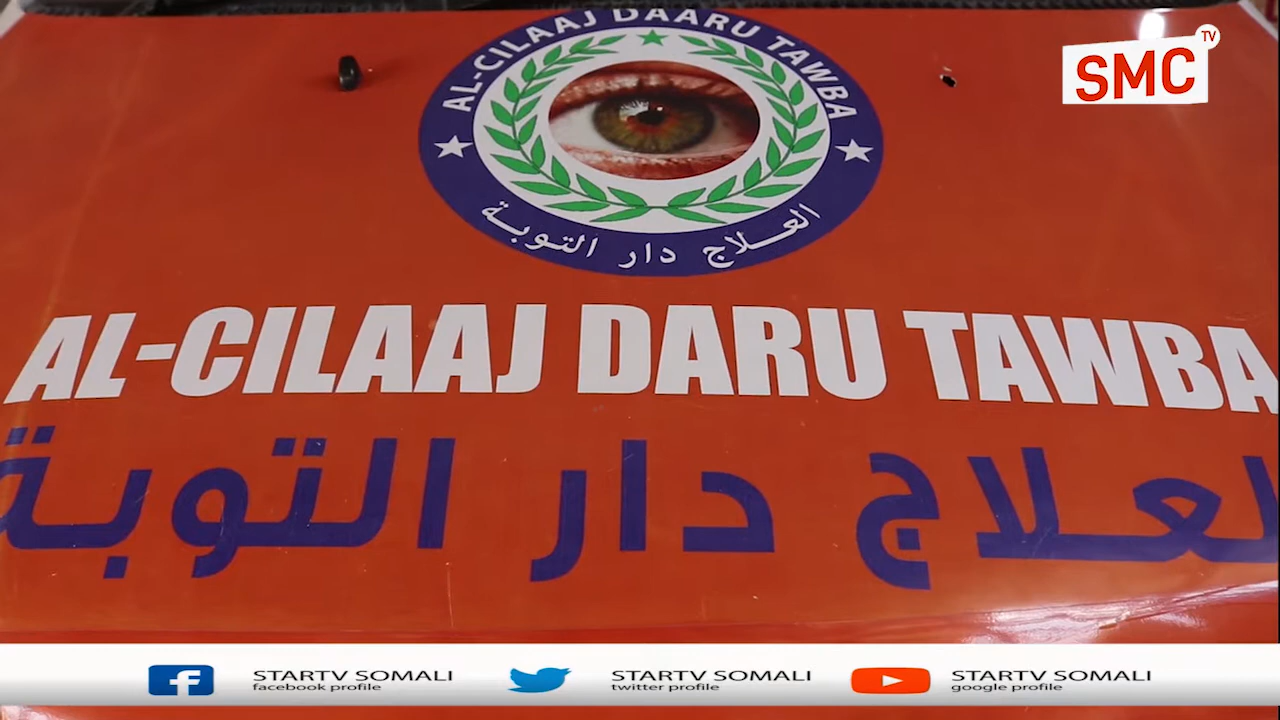 SMC TV
AL-CILAAJ DAARU TAWBA
العلاج دار التوبة
AL-CILAAJ DARU TAWBA
العلاج دار التوبة
STARTV SOMALI
facebook profile
STARTV SOMALI
twitter profile
STARTV SOMALI
google profile